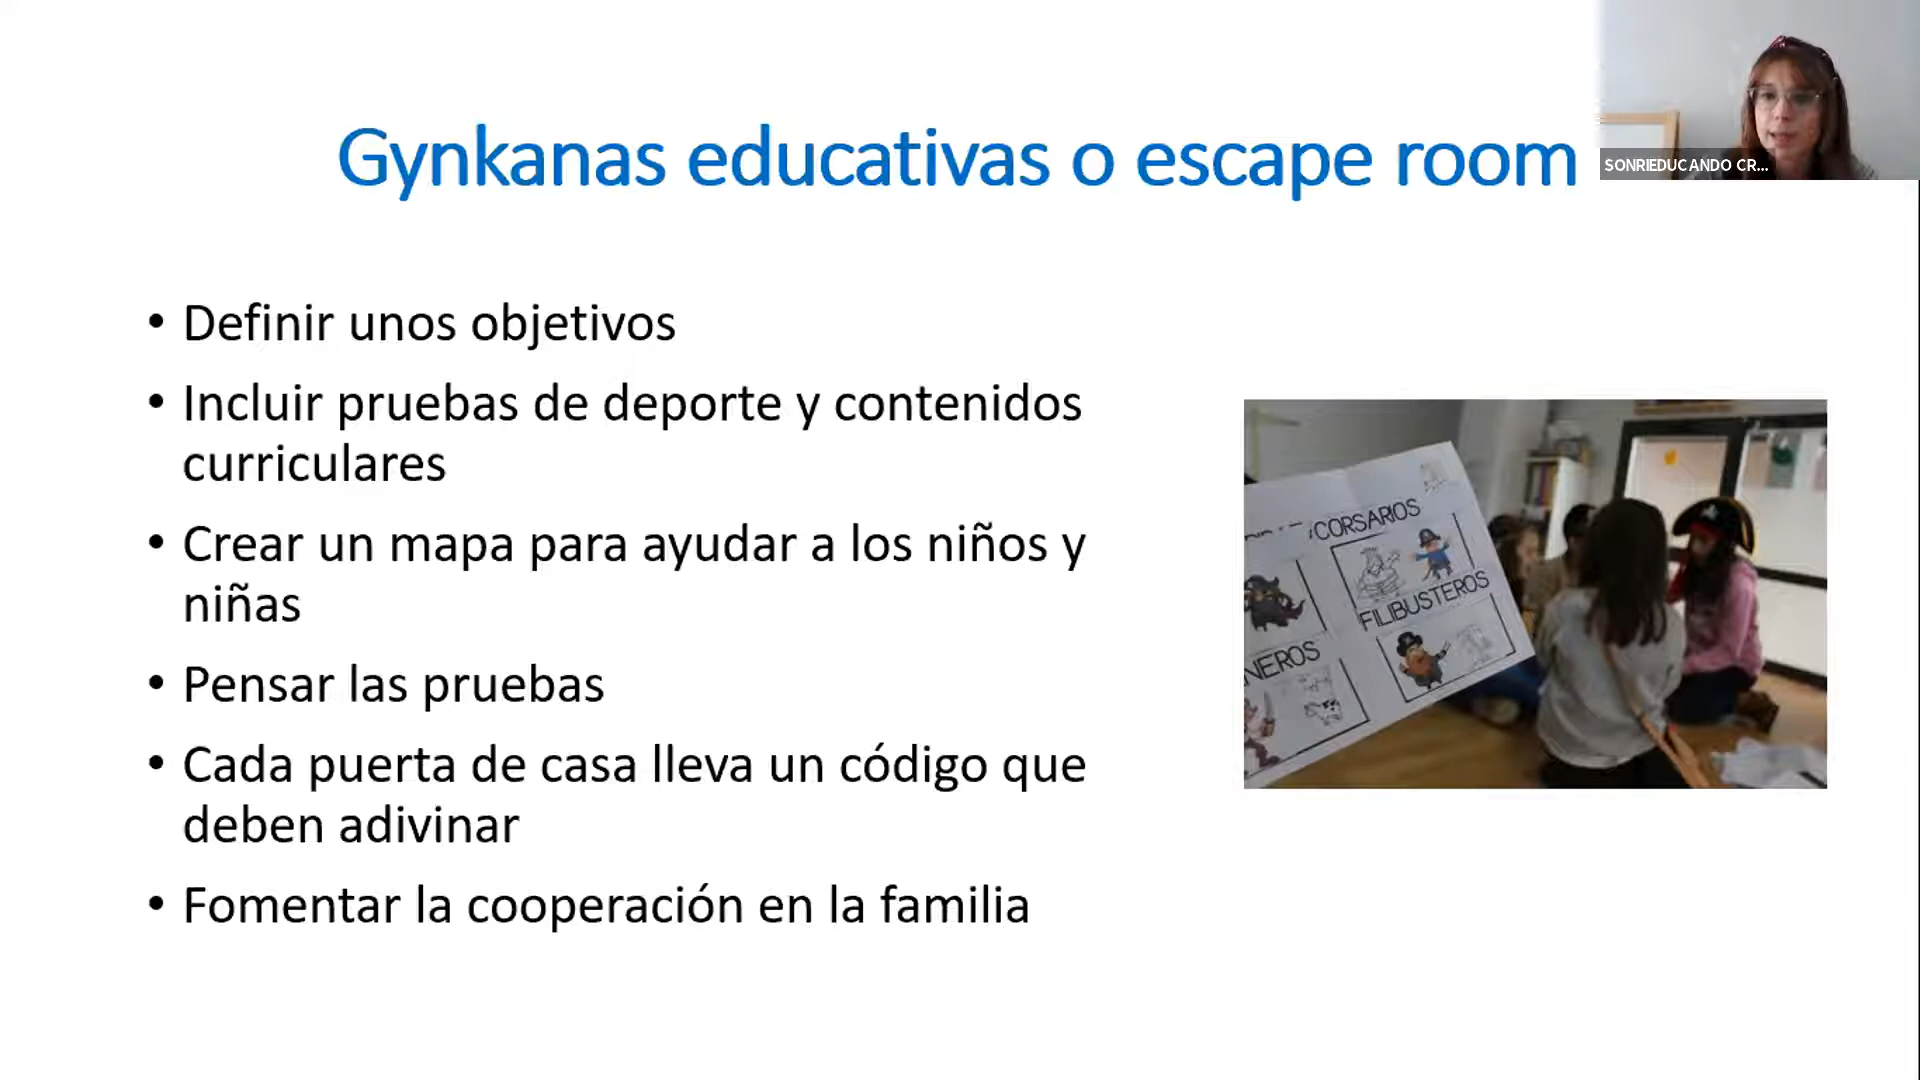 Gynkanas educativas o escape room
SONRIEDUCANDO CR...
• Definir unos objetivos
• Incluir pruebas de deporte y contenidos
curriculares
• Crear un mapa para ayudar a los niños y
niñas
• Pensar las pruebas
• Cada puerta de casa lleva un código que
deben adivinar
• Fomentar la cooperación en la familia
CORSARIOS
FILIBUSTEROS
NEROS